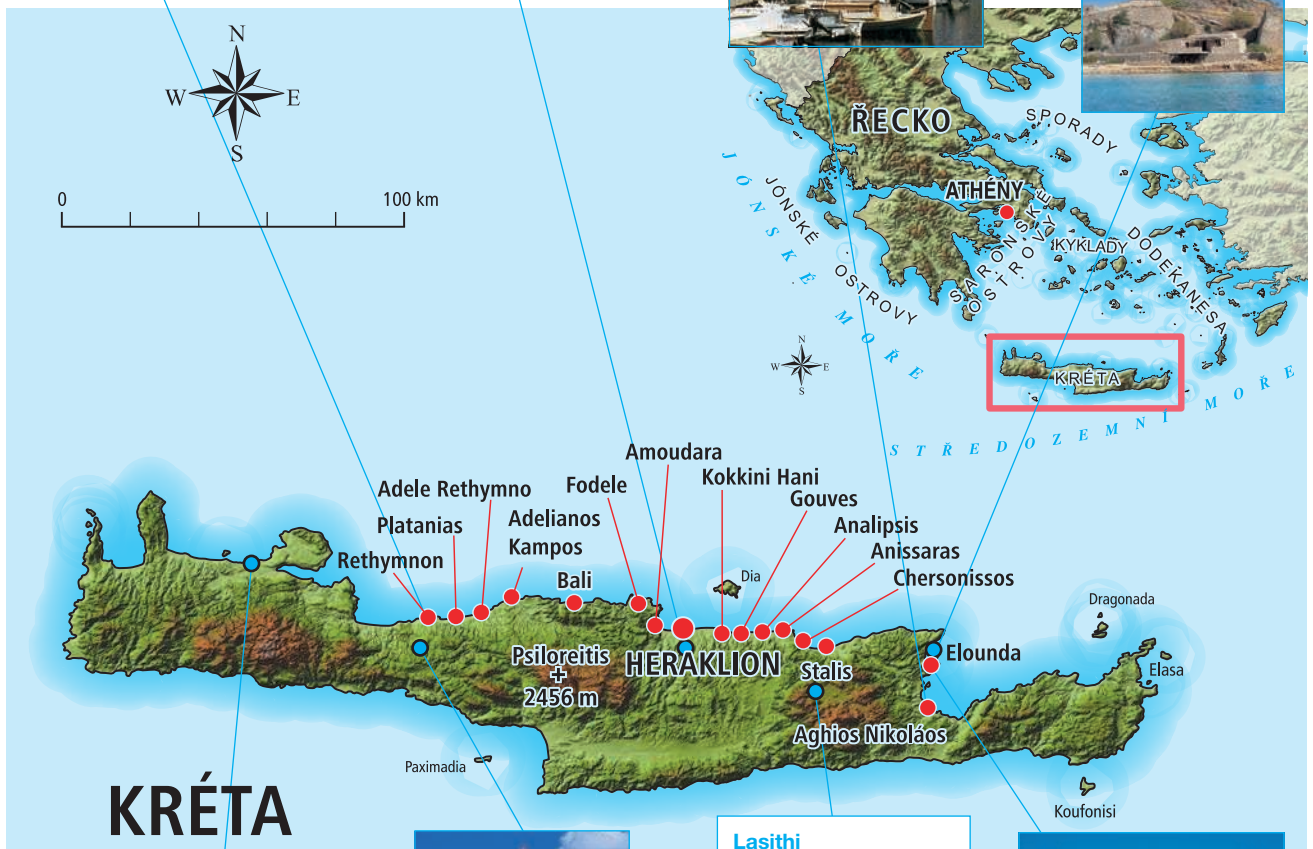 N
W E
S
0 100 km
ŘECKO
SPORADY
ATHÉNY
JÓNSKÉ MOŘE
JÓNSKÉ OSTROVY
SARONSKÉ
OSTROVY
KYKLADY
DODEKANESA
N
W E
S
KRÉTA
STŘEDOZEMNÍ MOŘE
Amoudara
Kokkini Hani
Adele Rethymno
Fodele
Gouves
Platanias
Adelianos
Kampos
Analipsis
Rethymnon
Anissaras
Bali
Dia
Chersonissos
Dragonada
Psiloreitis
+
2456 m
HERAKLION
Stalis
Elounda
Elasa
Aghios Nikoláos
Paximadia
Koufonisi
KRÉTA
Lasithi